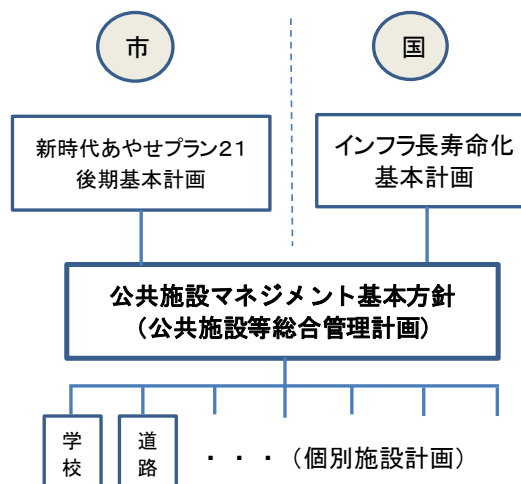 市
国
新時代あやせプラン２１
後期基本計画
インフラ長寿命化
基本計画
公共施設マネジメント基本方針
（公共施設等総合管理計画）
学校
道路
・ ・ ・ （個別施設計画）